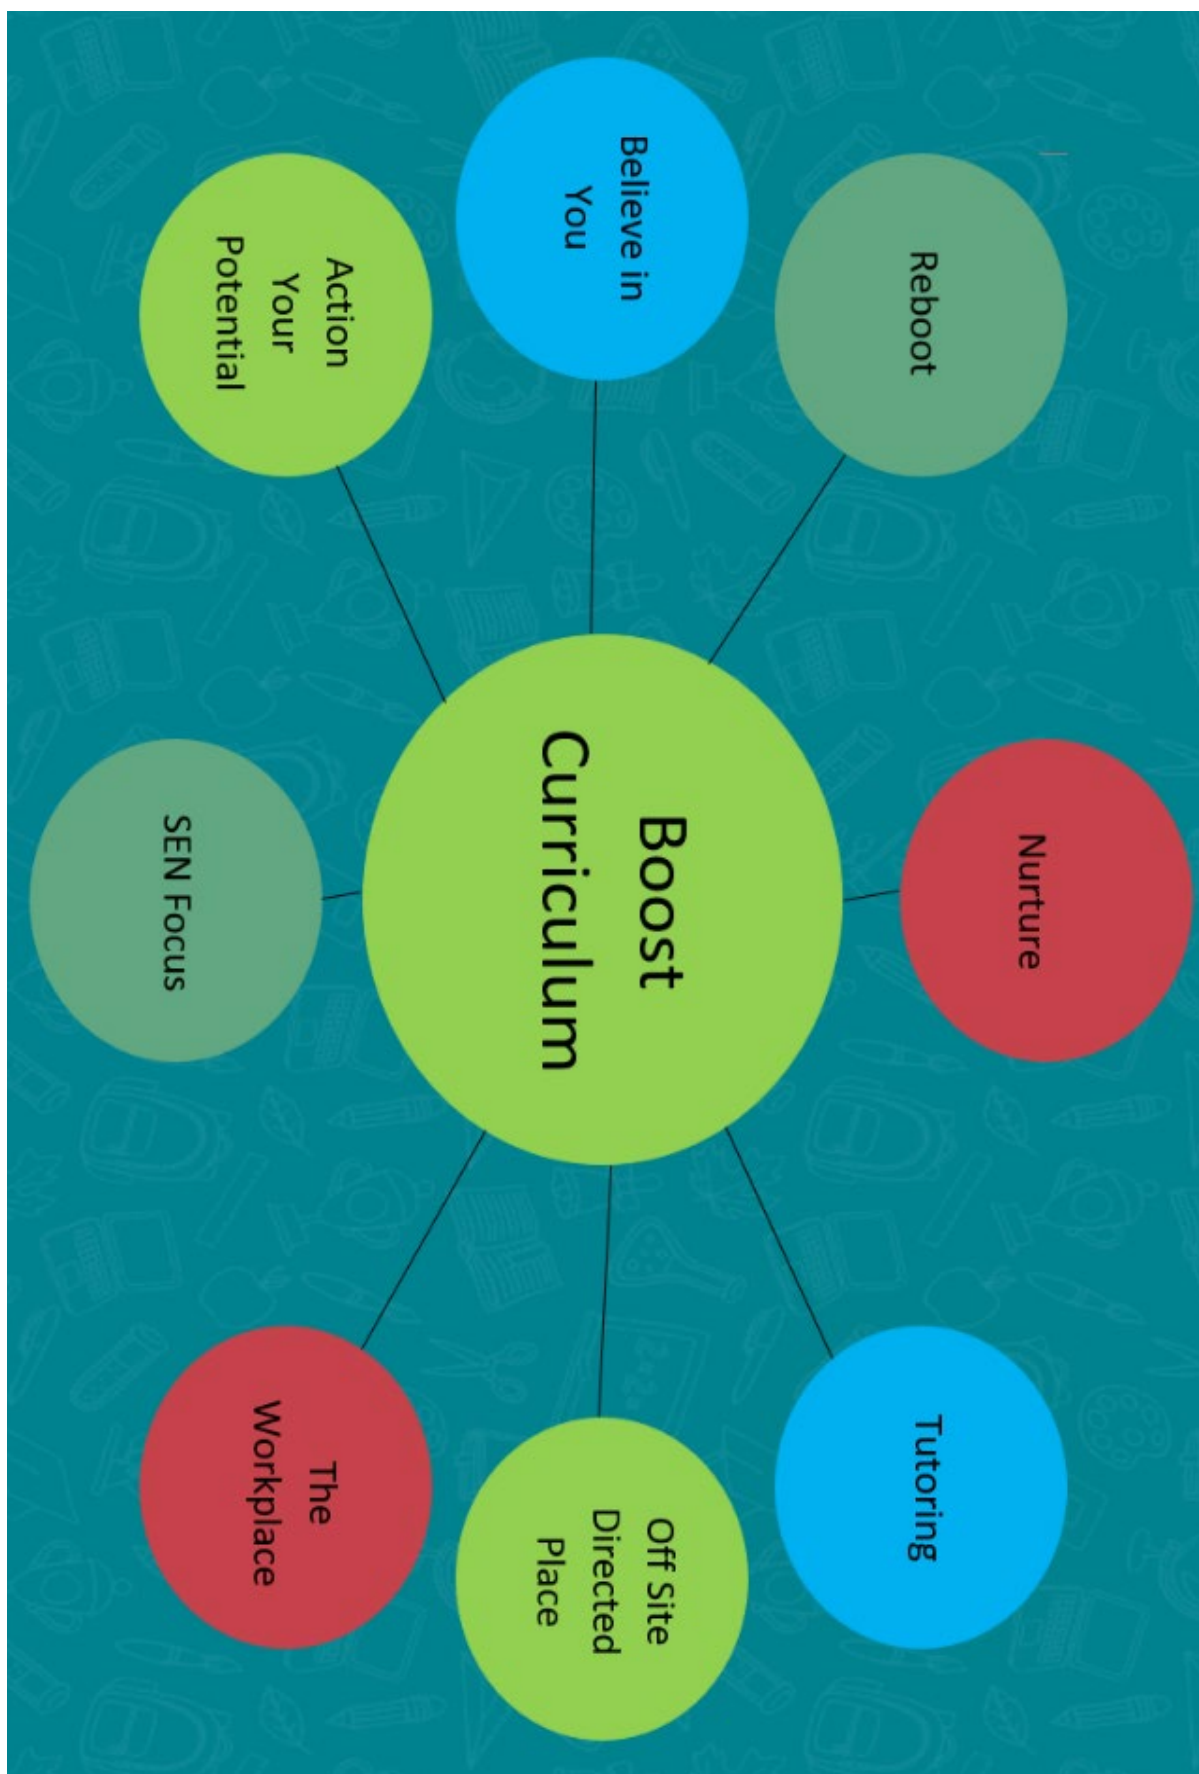 Nurture
Reboot
Tutoring
Believe in
You
Boost
Curriculum
Off Site
Directed
Place
Action
Your
Potential
The
Workplace
SEN Focus